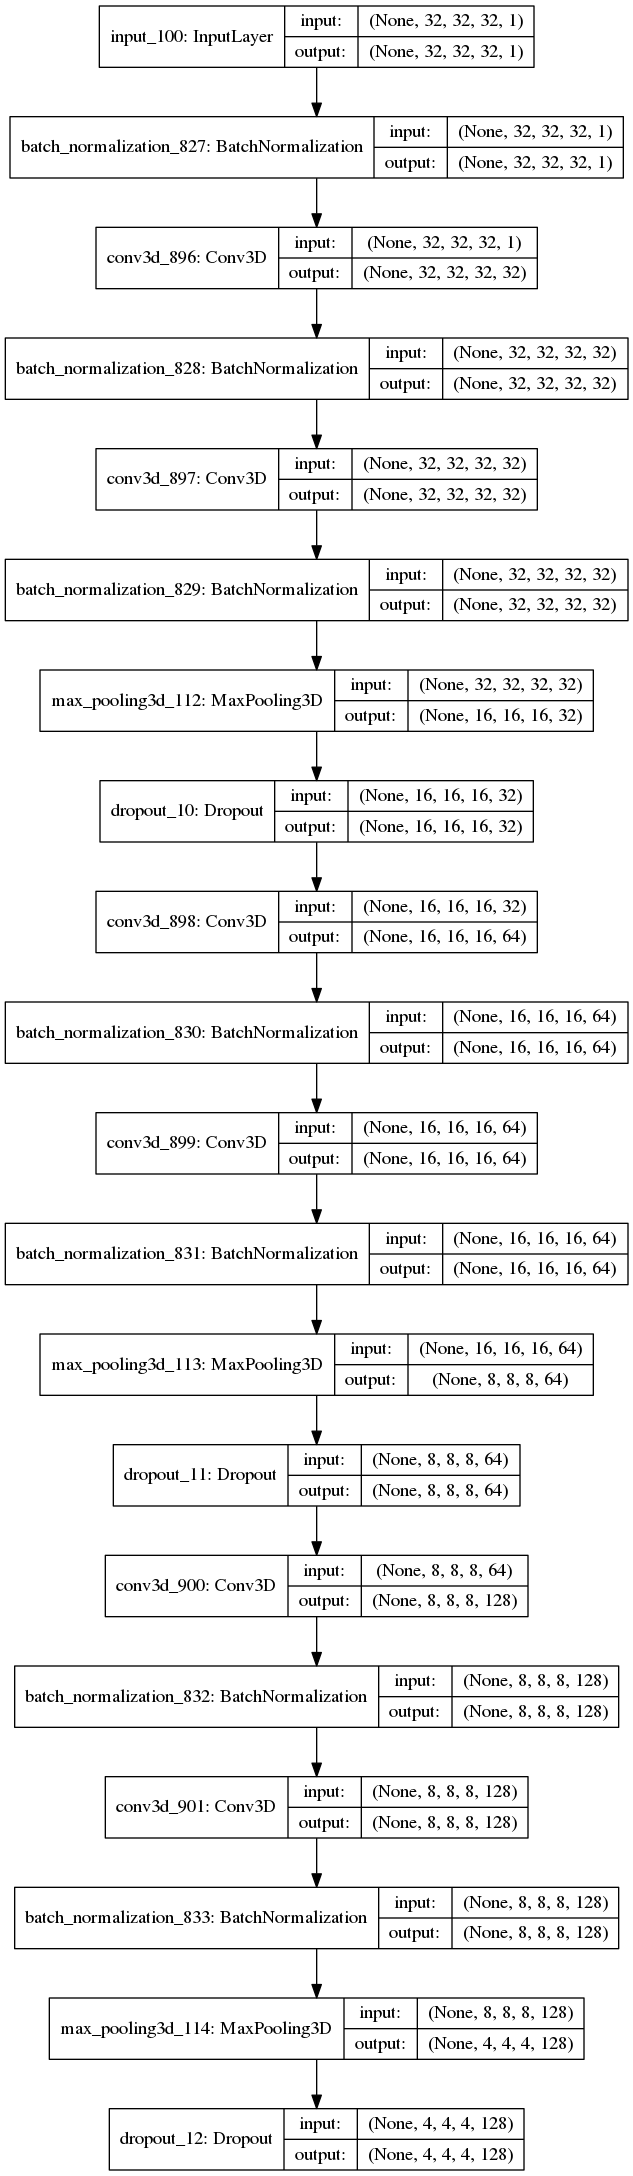 input_100: InputLayer
input: (None, 32, 32, 32, 1)
output: (None, 32, 32, 32, 1)
batch_normalization_827: BatchNormalization
input: (None, 32, 32, 32, 1)
output: (None, 32, 32, 32, 1)
conv3d_896: Conv3D
input: (None, 32, 32, 32, 1)
output: (None, 32, 32, 32, 32)
batch_normalization_828: BatchNormalization
input: (None, 32, 32, 32, 32)
output: (None, 32, 32, 32, 32)
conv3d_897: Conv3D
input: (None, 32, 32, 32, 32)
output: (None, 32, 32, 32, 32)
batch_normalization_829: BatchNormalization
input: (None, 32, 32, 32, 32)
output: (None, 32, 32, 32, 32)
max_pooling3d_112: MaxPooling3D
input: (None, 32, 32, 32, 32)
output: (None, 16, 16, 16, 32)
dropout_10: Dropout
input: (None, 16, 16, 16, 32)
output: (None, 16, 16, 16, 32)
conv3d_898: Conv3D
input: (None, 16, 16, 16, 32)
output: (None, 16, 16, 16, 64)
batch_normalization_830: BatchNormalization
input: (None, 16, 16, 16, 64)
output: (None, 16, 16, 16, 64)
conv3d_899: Conv3D
input: (None, 16, 16, 16, 64)
output: (None, 16, 16, 16, 64)
batch_normalization_831: BatchNormalization
input: (None, 16, 16, 16, 64)
output: (None, 16, 16, 16, 64)
max_pooling3d_113: MaxPooling3D
input: (None, 16, 16, 16, 64)
output: (None, 8, 8, 8, 64)
dropout_11: Dropout
input: (None, 8, 8, 8, 64)
output: (None, 8, 8, 8, 64)
conv3d_900: Conv3D
input: (None, 8, 8, 8, 64)
output: (None, 8, 8, 8, 128)
batch_normalization_832: BatchNormalization
input: (None, 8, 8, 8, 128)
output: (None, 8, 8, 8, 128)
conv3d_901: Conv3D
input: (None, 8, 8, 8, 128)
output: (None, 8, 8, 8, 128)
batch_normalization_833: BatchNormalization
input: (None, 8, 8, 8, 128)
output: (None, 8, 8, 8, 128)
max_pooling3d_114: MaxPooling3D
input: (None, 8, 8, 8, 128)
output: (None, 4, 4, 4, 128)
dropout_12: Dropout
input: (None, 4, 4, 4, 128)
output: (None, 4, 4, 4, 128)